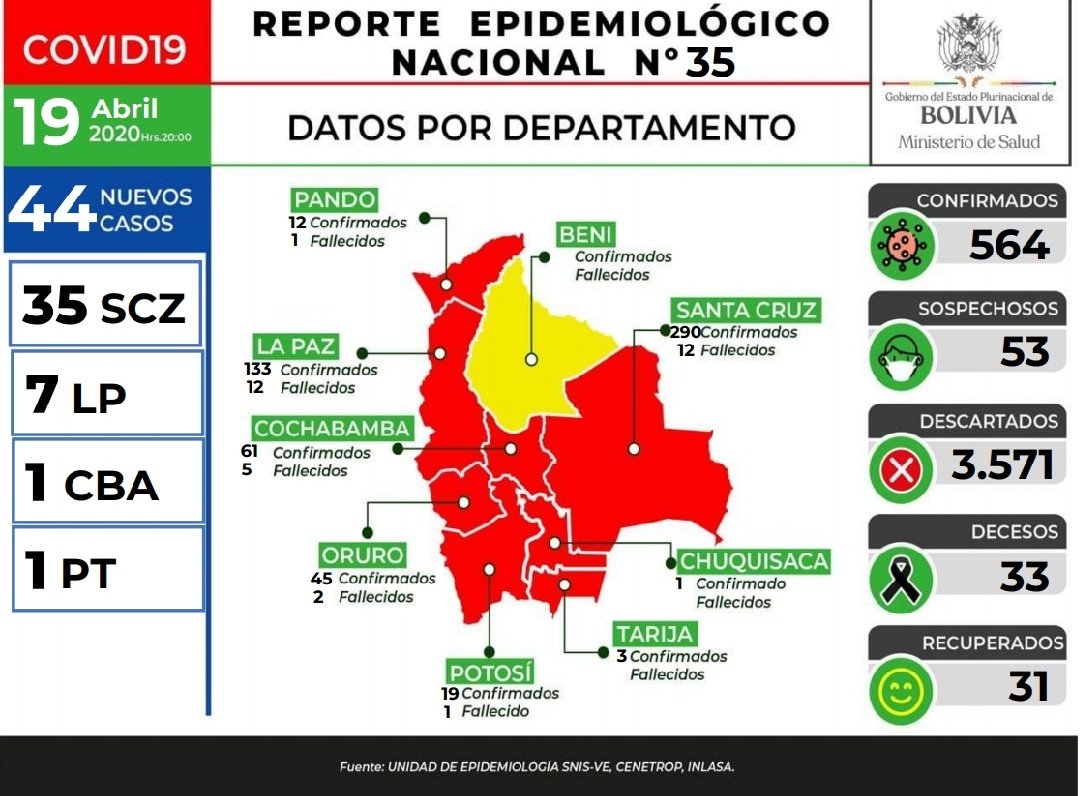 COVID19
REPORTE EPIDEMIOLÓGICO
NACIONAL N° 35
19 Abril
2020 Hrs.20:00
DATOS POR DEPARTAMENTO
Gobierno del Estado Plurinacional de
BOLIVIA
Ministerio de Salud
44 NUEVOS
CASOS
35 SCZ
7 LP
1 CBA
1 PT
PANDO
12 Confirmados
1 Fallecidos
BENI
Confirmados
Fallecidos
SANTA CRUZ
290 Confirmados
12 Fallecidos
LA PAZ
133 Confirmados
12 Fallecidos
COCHABAMBA
61 Confirmados
5 Fallecidos
ORURO
45 Confirmados
2 Fallecidos
CHUQUISACA
1 Confirmado
Fallecidos
TARIJA
3 Confirmados
Fallecidos
POTOSÍ
19 Confirmados
1 Fallecido
CONFIRMADOS
564
SOSPECHOSOS
53
DESCARTADOS
3.571
DECESOS
33
RECUPERADOS
31
Fuente: UNIDAD DE EPIDEMIOLOGIA SNIS-VE, CENETROP, INLASA.